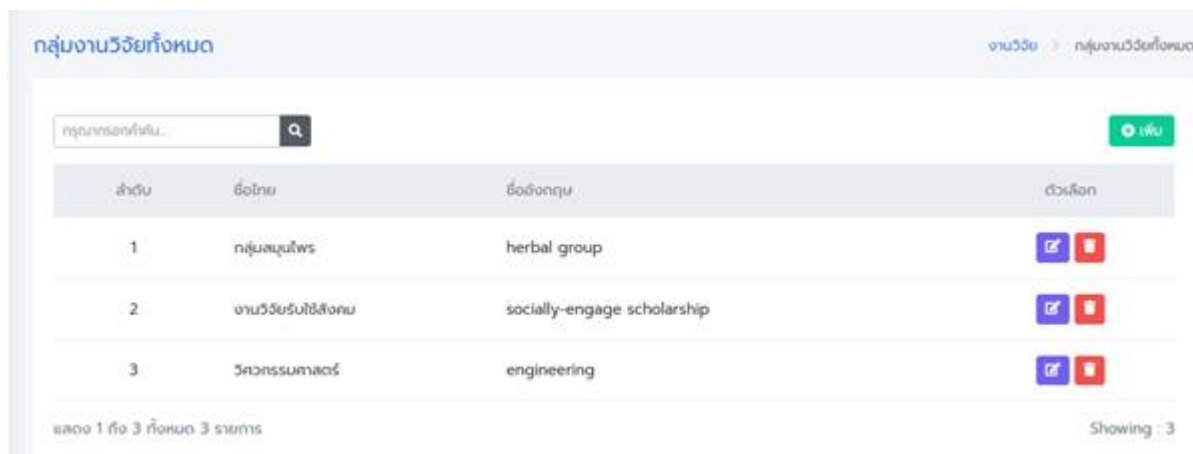 กลุ่มงานวิจัยทั้งหมด
งานวิจัย > กลุ่มงานวิจัยทั้งหมด
กรุณากรอกคำค้น...
เพิ่ม
ลำดับ ชื่อไทย ชื่ออังกฤษ ตัวเลือก
1 กลุ่มสมุนไพร herbal group
2 งานวิจัยรับใช้สังคม socially-engage scholarship
3 วิศวกรรมศาสตร์ engineering
แสดง 1 ถึง 3 ทั้งหมด 3 รายการ Showing : 3